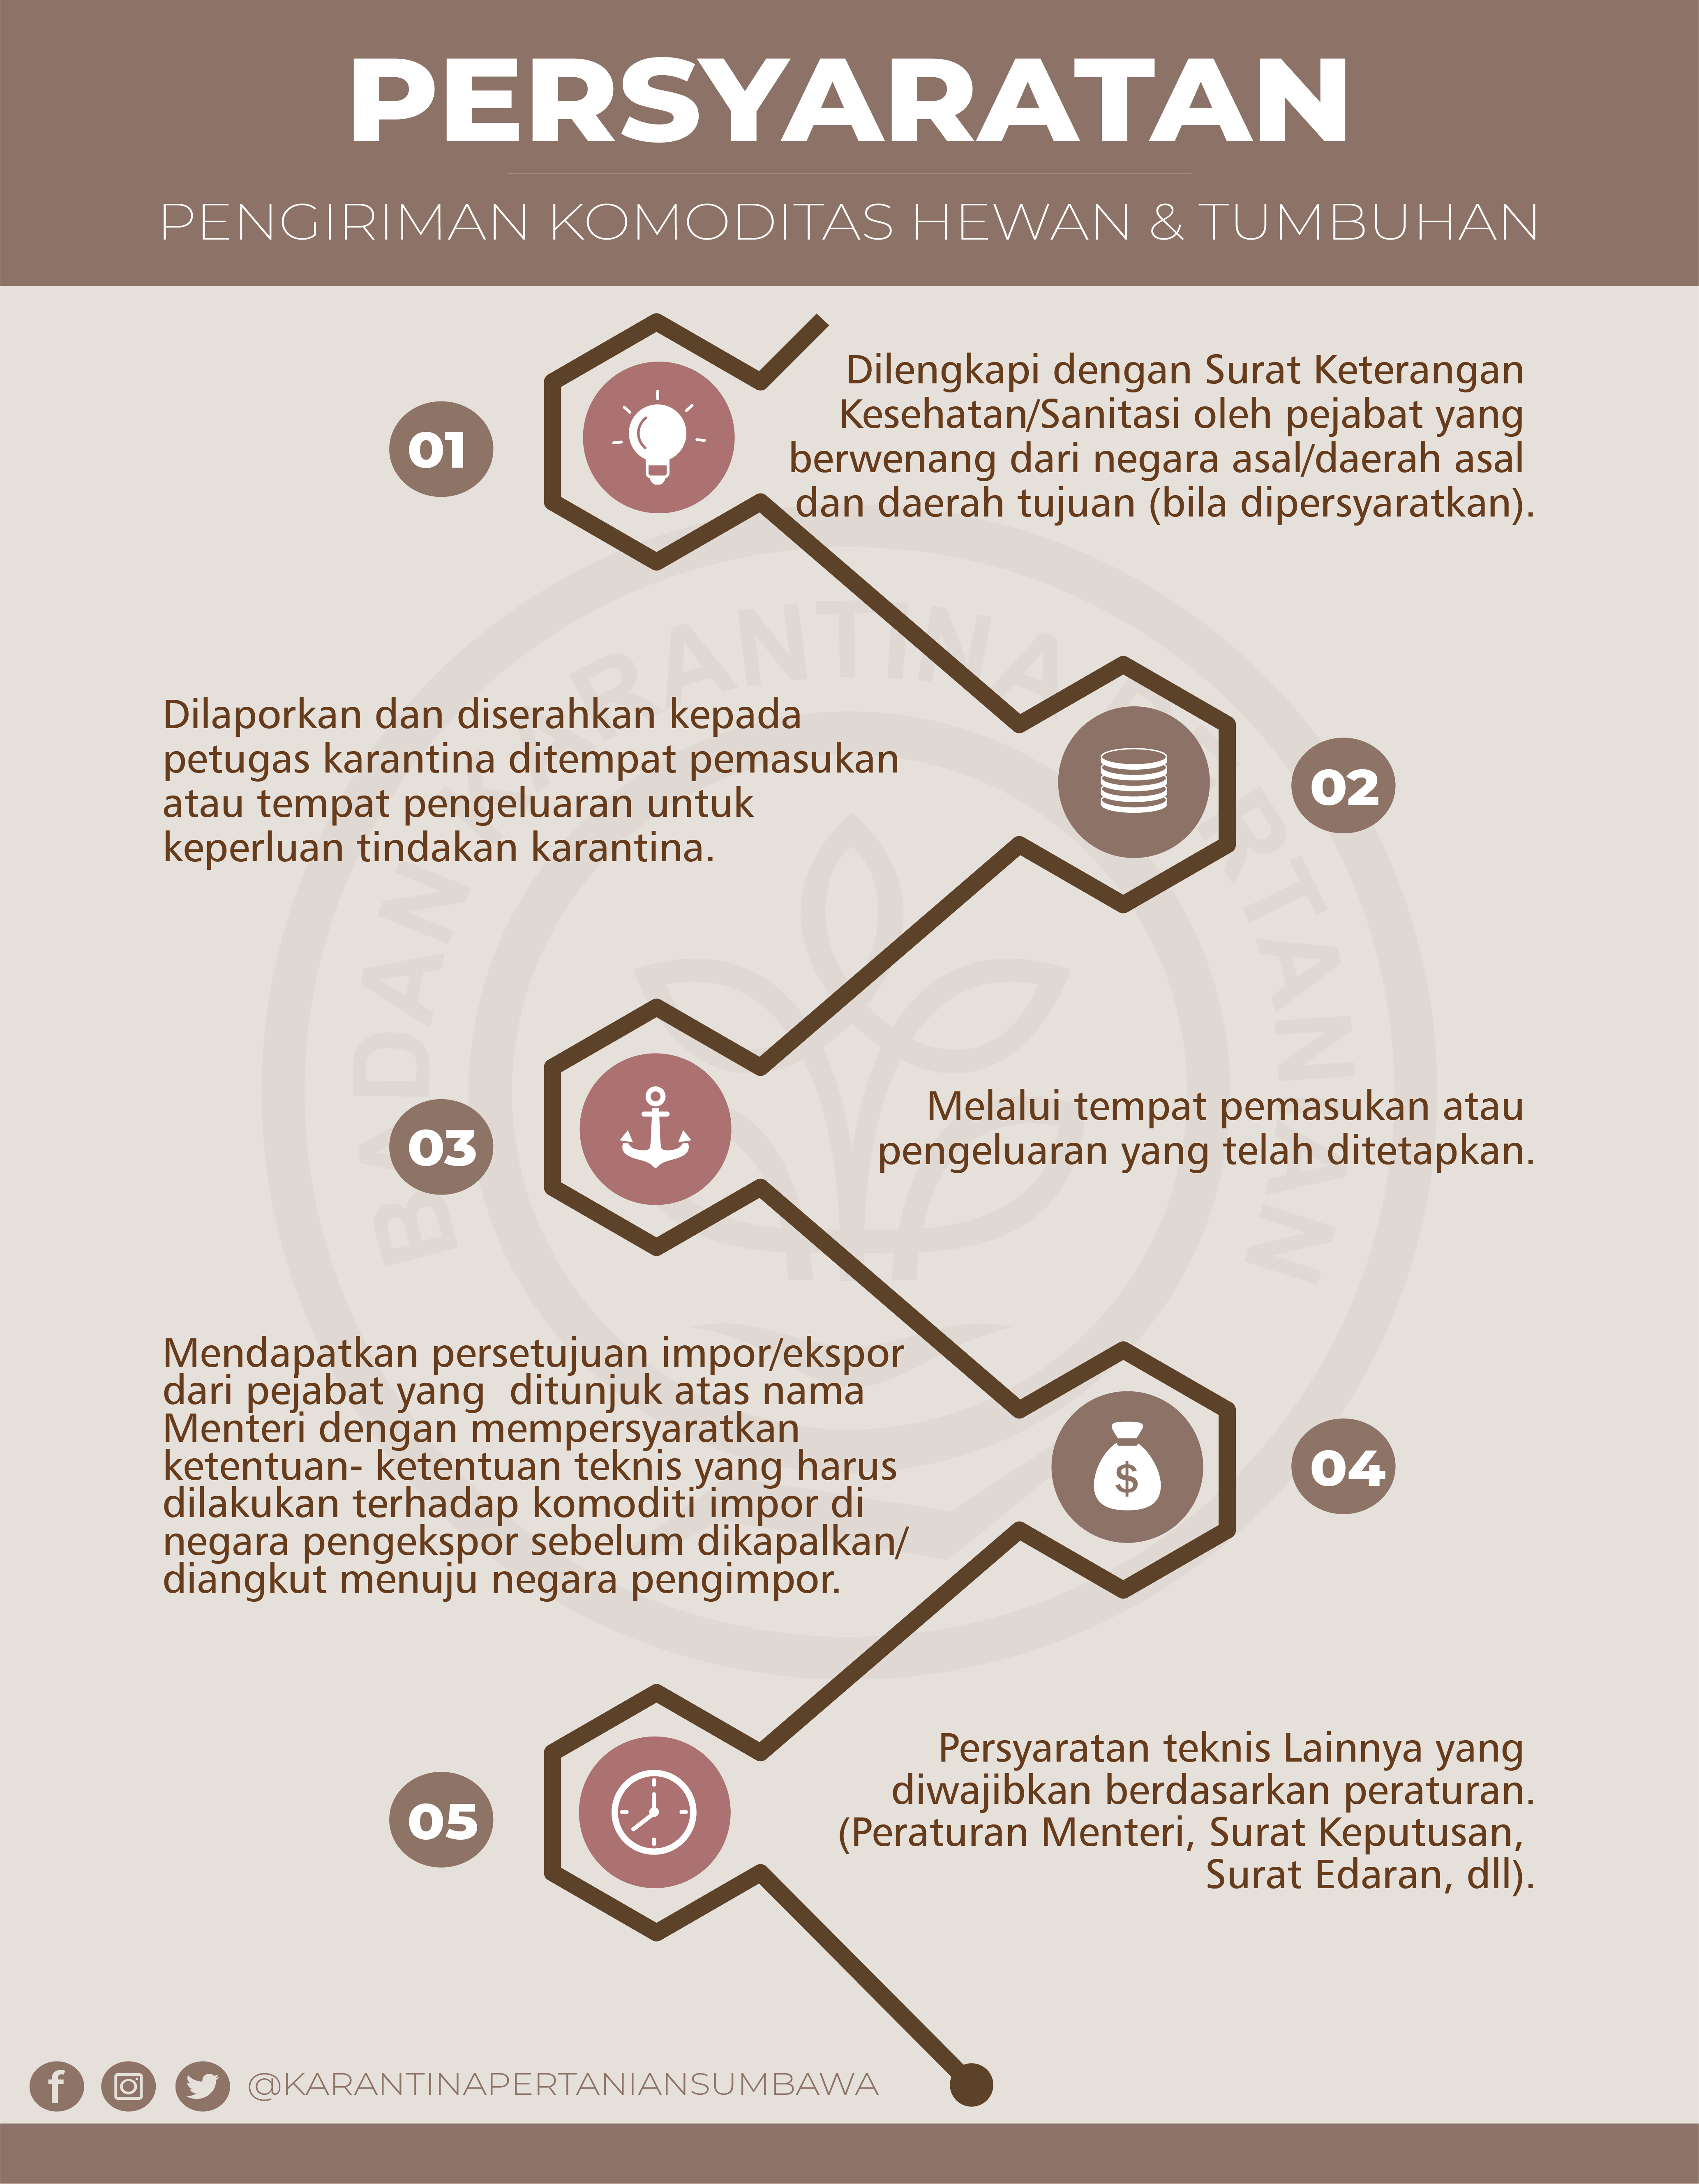 PERSYARATAN
PENGIRIMAN KOMODITAS HEWAN & TUMBUHAN
01
Dilengkapi dengan Surat Keterangan
Kesehatan/Sanitasi oleh pejabat yang
berwenang dari negara asal/daerah asal
dan daerah tujuan (bila dipersyaratkan).
Dilaporkan dan diserahkan kepada
petugas karantina ditempat pemasukan
atau tempat pengeluaran untuk
keperluan tindakan karantina.
02
BADAN KARANTINA PERTANIAN
03
Melalui tempat pemasukan atau
pengeluaran yang telah ditetapkan.
Mendapatkan persetujuan impor/ekspor
dari pejabat yang  ditunjuk atas nama
Menteri dengan mempersyaratkan
ketentuan- ketentuan teknis yang harus
dilakukan terhadap komoditi impor di
negara pengekspor sebelum dikapalkan/
diangkut menuju negara pengimpor.
$
04
05
Persyaratan teknis Lainnya yang
diwajibkan berdasarkan peraturan.
(Peraturan Menteri, Surat Keputusan,
Surat Edaran, dll).
@KARANTINAPERTANIANSUMBAWA